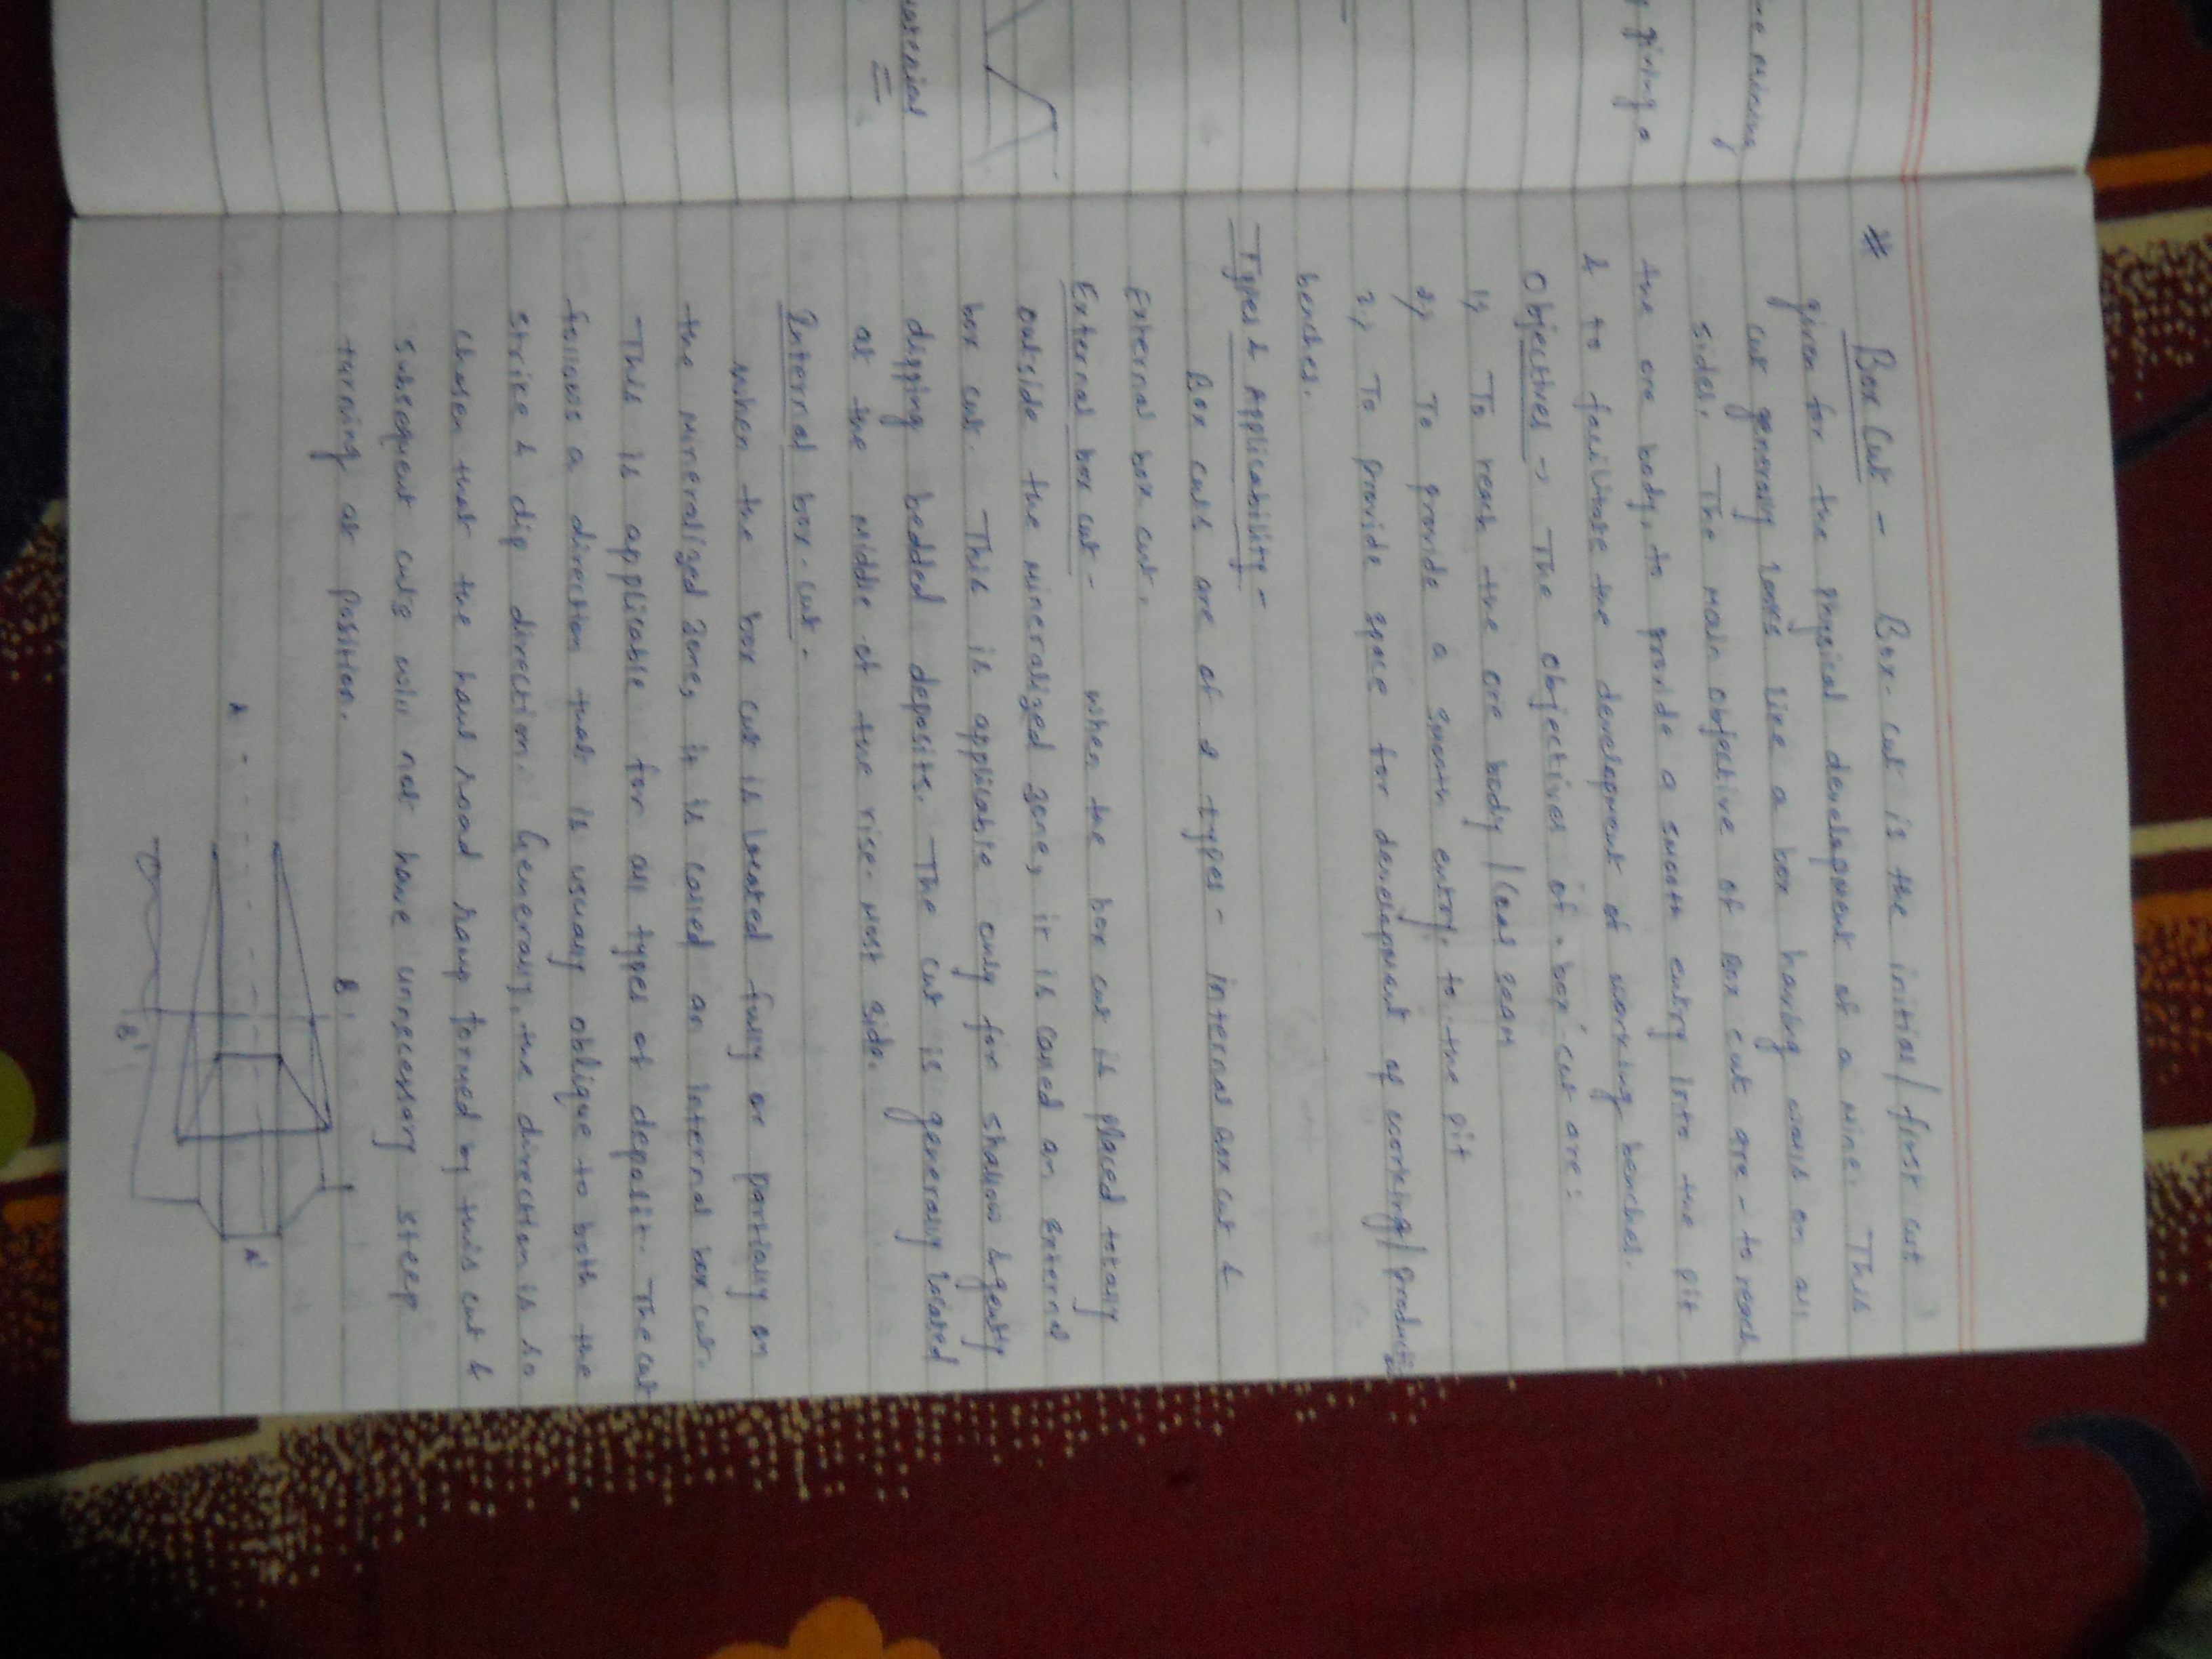 the mining
giving a
material
# Box Cut - Box-cut is the initial/first cut
given for the physical development of a mine. This
cut generally looks like a box having walls on all
sides. The main objective of box cut are - to reach
the ore body, to provide a smooth entry into the pit
& to facilitate the development of working benches.
Objectives → The objectives of box cut are:
1) To reach the ore body / coal seam
2) To provide a smooth entry to the pit
3) To provide space for development of working/production
benches.
Types & Applicability -
Box cuts are of 2 types - internal box cut &
External box cut.
External box cut - when the box cut is placed totally
outside the mineralized zone, it is called an External
box cut. This is applicable only for shallow & gently
dipping bedded deposits. The cut is generally located
at the middle of the rise-most side.
Internal box-cut -
when the box cut is located fully or partially on
the mineralized zone, it is called an internal box cut.
This is applicable for all types of deposit. The cut
follows a direction that is usually oblique to both the
strike & dip direction. Generally, the direction is so
chosen that the haul road ramp formed by this cut &
subsequent cuts will not have unnecessary steep
turning at position.
B
A
A'
B'